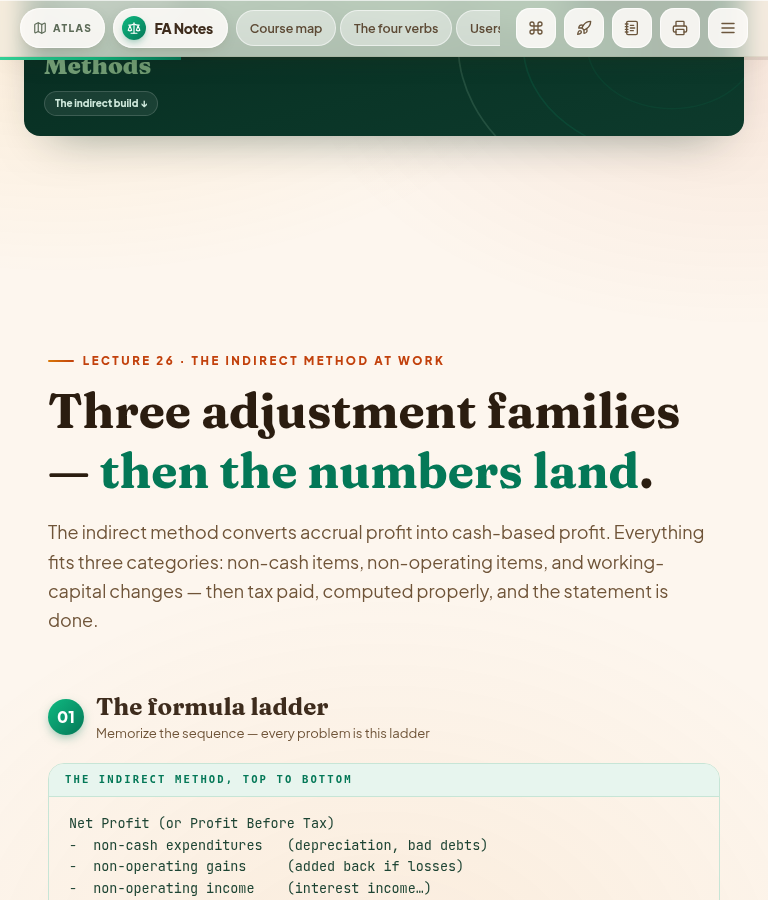 ATLAS
FA Notes
Course map
The four verbs
Users
Methods
The indirect build ↓
LECTURE 26 · THE INDIRECT METHOD AT WORK
Three adjustment families
— then the numbers land.
The indirect method converts accrual profit into cash-based profit. Everything
fits three categories: non-cash items, non-operating items, and working-
capital changes — then tax paid, computed properly, and the statement is
done.
01
The formula ladder
Memorize the sequence — every problem is this ladder
THE INDIRECT METHOD, TOP TO BOTTOM
Net Profit (or Profit Before Tax)
-  non-cash expenditures   (depreciation, bad debts)
-  non-operating gains     (added back if losses)
-  non-operating income    (interest income…)